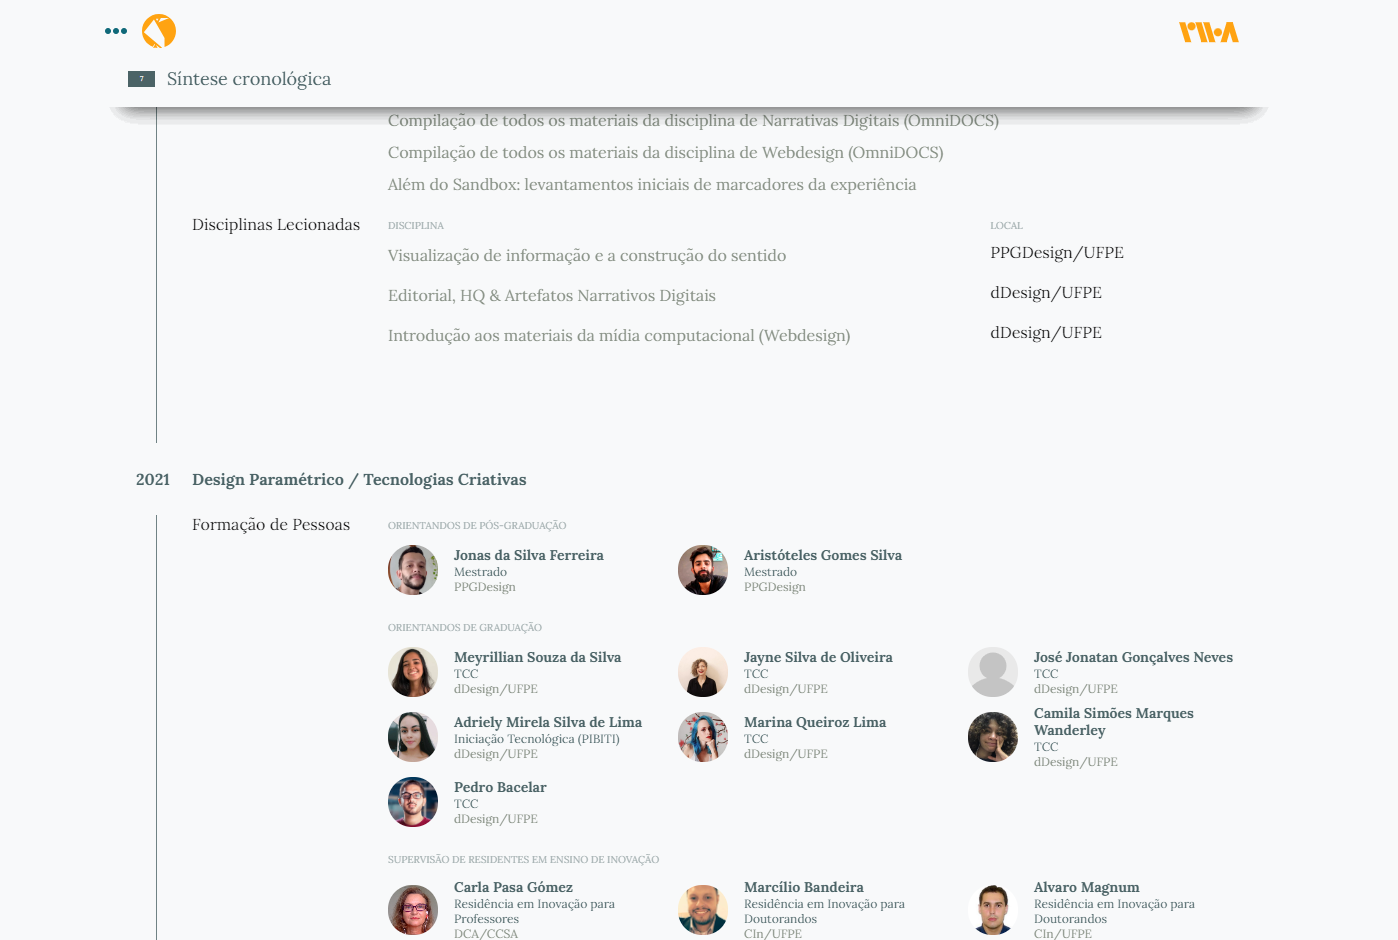 7 Síntese cronológica
Compilação de todos os materiais da disciplina de Narrativas Digitais (OmniDOCS)
Compilação de todos os materiais da disciplina de Webdesign (OmniDOCS)
Além do Sandbox: levantamentos iniciais de marcadores da experiência
Disciplinas Lecionadas
DISCIPLINA
LOCAL
Visualização de informação e a construção do sentido
PPGDesign/UFPE
Editorial, HQ & Artefatos Narrativos Digitais
dDesign/UFPE
Introdução aos materiais da mídia computacional (Webdesign)
dDesign/UFPE
2021 Design Paramétrico / Tecnologias Criativas
Formação de Pessoas
ORIENTANDOS DE PÓS-GRADUAÇÃO
Jonas da Silva Ferreira
Mestrado
PPGDesign
Aristóteles Gomes Silva
Mestrado
PPGDesign
ORIENTANDOS DE GRADUAÇÃO
Meyrillian Souza da Silva
TCC
dDesign/UFPE
Jayne Silva de Oliveira
TCC
dDesign/UFPE
José Jonatan Gonçalves Neves
TCC
dDesign/UFPE
Adriely Mirela Silva de Lima
Iniciação Tecnológica (PIBITI)
dDesign/UFPE
Marina Queiroz Lima
TCC
dDesign/UFPE
Camila Simões Marques
Wanderley
TCC
dDesign/UFPE
Pedro Bacelar
TCC
dDesign/UFPE
SUPERVISÃO DE RESIDENTES EM ENSINO DE INOVAÇÃO
Carla Pasa Gómez
Residência em Inovação para
Professores
DCA/CCSA
Marcílio Bandeira
Residência em Inovação para
Doutorandos
CIn/UFPE
Alvaro Magnum
Residência em Inovação para
Doutorandos
CIn/UFPE